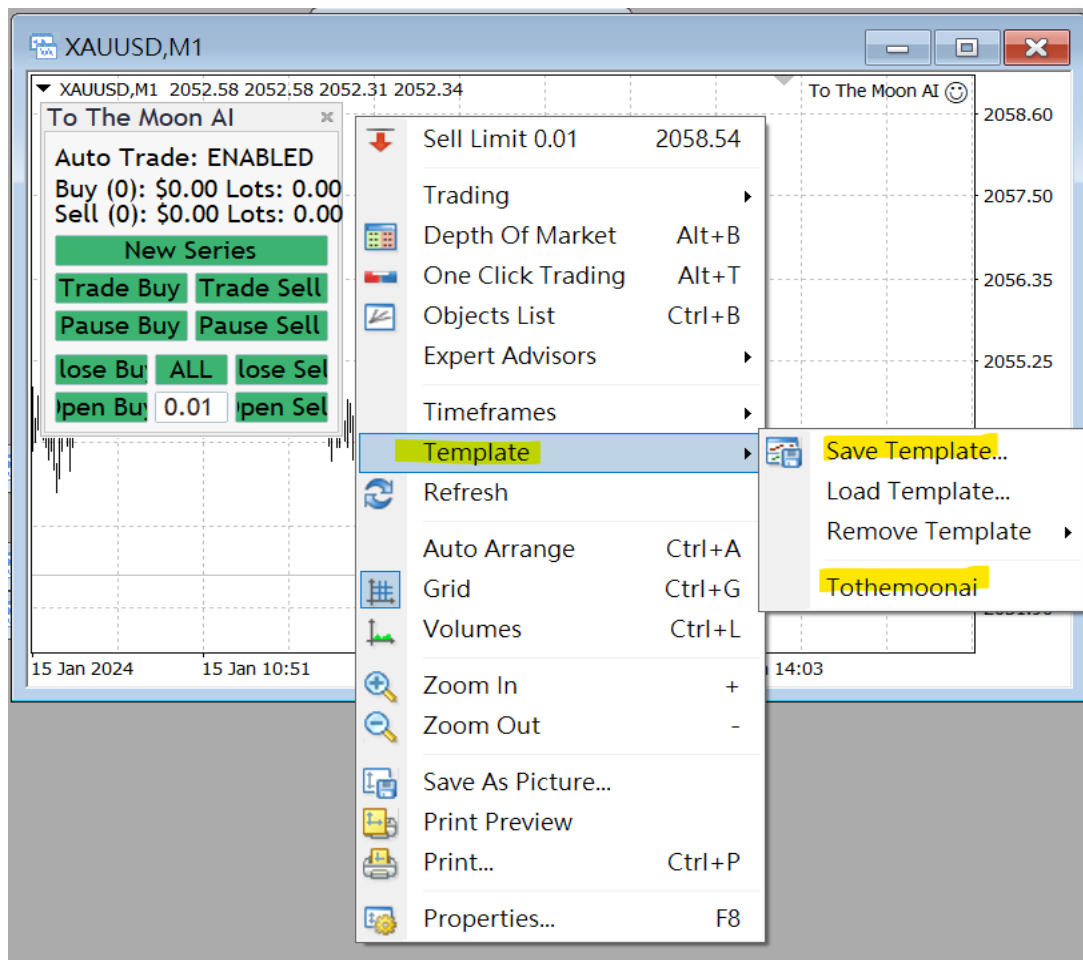 XAUUSD,M1
XAUUSD,M1 2052.58 2052.58 2052.31 2052.34
To The Moon AI
2058.60
2057.50
2056.35
2055.25
15 Jan 2024
15 Jan 10:51
14:03
To The Moon AI
Auto Trade: ENABLED
Buy (0): $0.00 Lots: 0.00
Sell (0): $0.00 Lots: 0.00
New Series
Trade Buy Trade Sell
Pause Buy Pause Sell
lose Bu ALL lose Sel
pen Bu 0.01 pen Sel
Sell Limit 0.01 2058.54
Trading
Depth Of Market Alt+B
One Click Trading Alt+T
Objects List Ctrl+B
Expert Advisors
Timeframes
Template
Refresh
Auto Arrange Ctrl+A
Grid Ctrl+G
Volumes Ctrl+L
Zoom In +
Zoom Out -
Save As Picture...
Print Preview
Print... Ctrl+P
Properties... F8
Save Template...
Load Template...
Remove Template
Tothemoonai